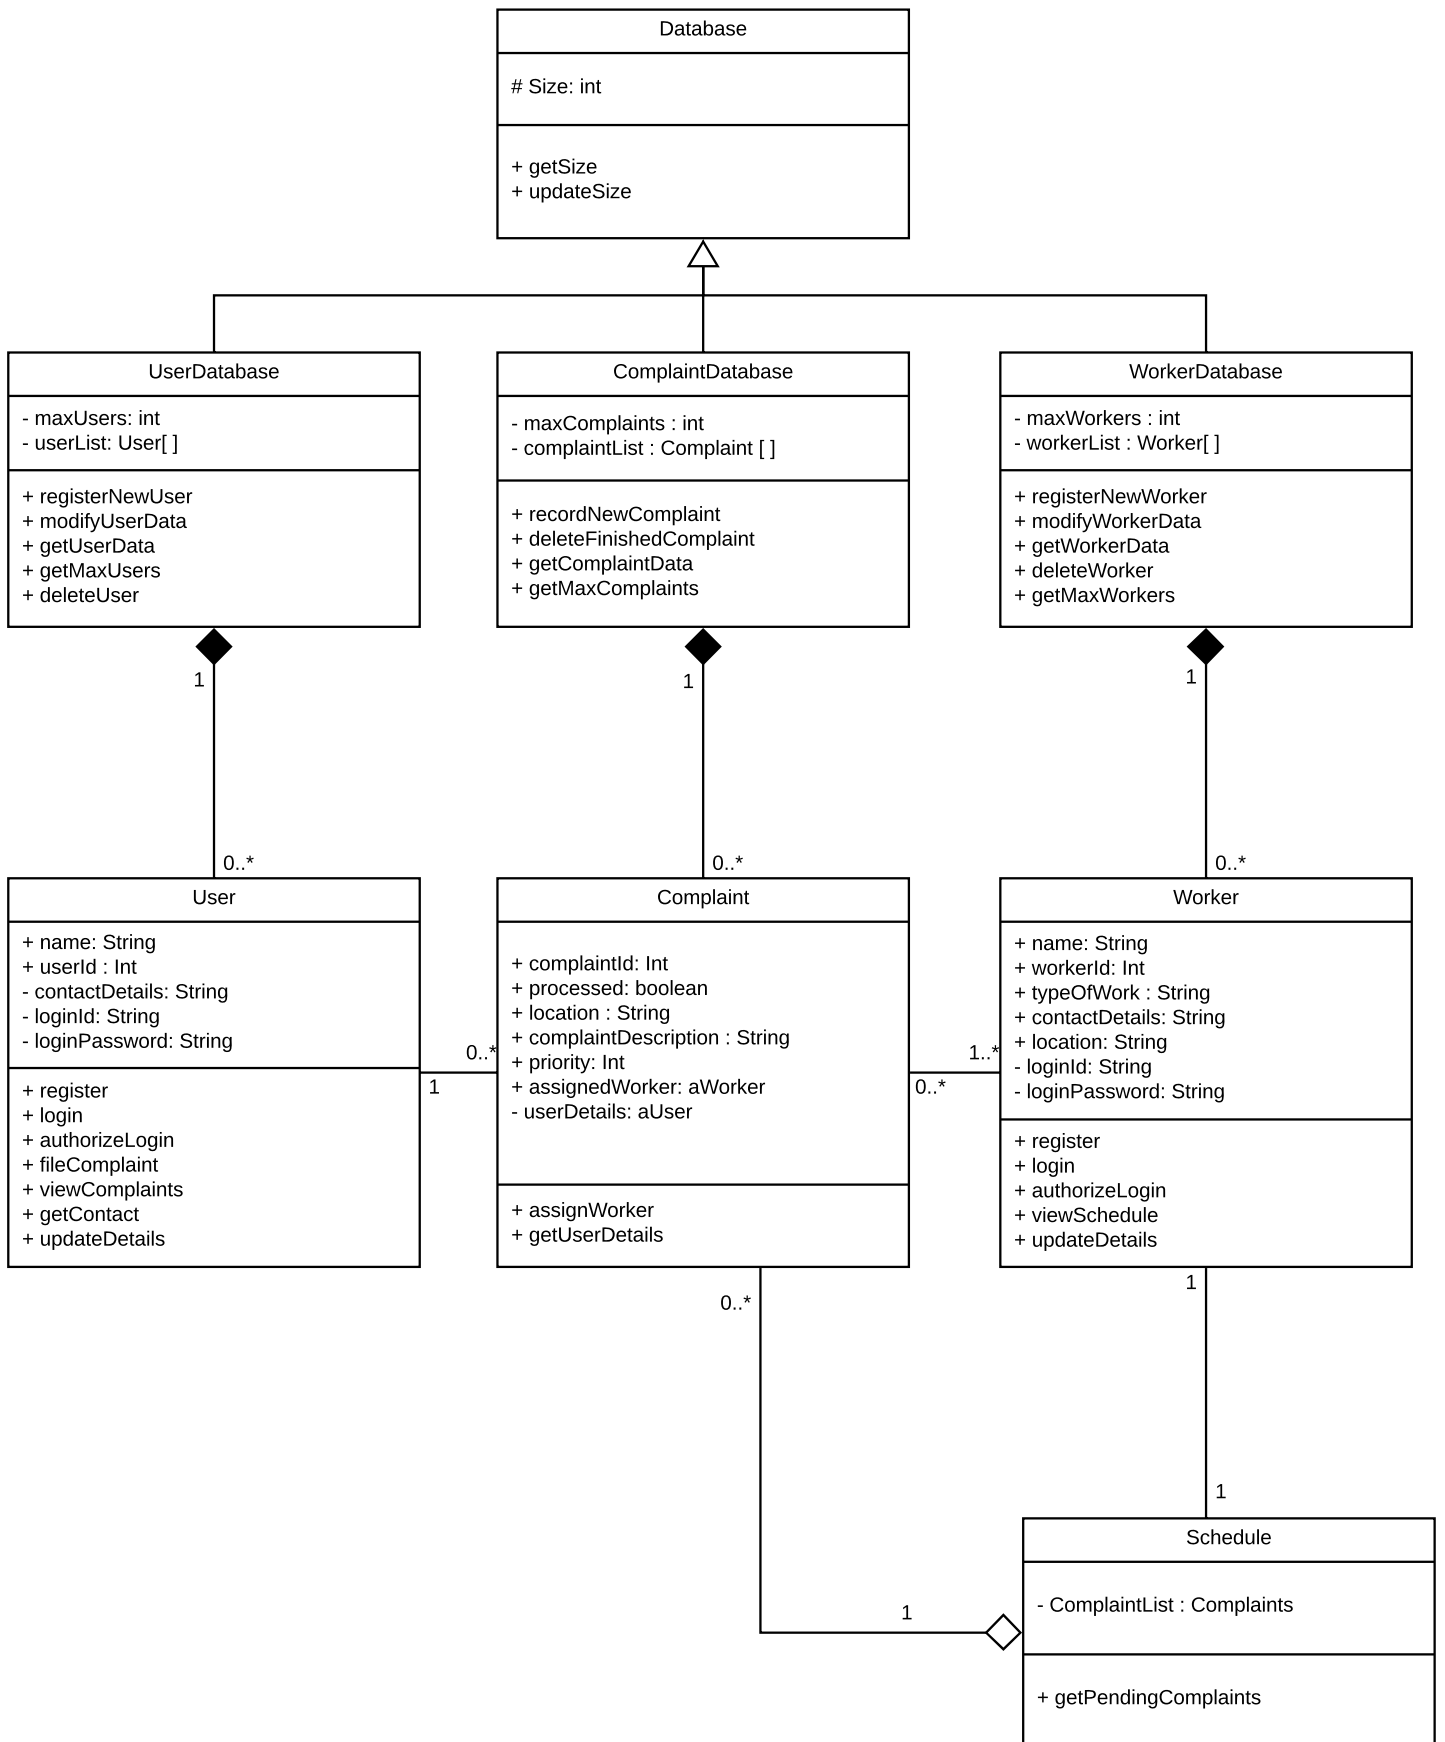 Database
# Size: int
+ getSize
+ updateSize
UserDatabase
- maxUsers: int
- userList: User[ ]
+ registerNewUser
+ modifyUserData
+ getUserData
+ getMaxUsers
+ deleteUser
ComplaintDatabase
- maxComplaints : int
- complaintList : Complaint [ ]
+ recordNewComplaint
+ deleteFinishedComplaint
+ getComplaintData
+ getMaxComplaints
WorkerDatabase
- maxWorkers : int
- workerList : Worker[ ]
+ registerNewWorker
+ modifyWorkerData
+ getWorkerData
+ deleteWorker
+ getMaxWorkers
1
1
1
0..*
0..*
0..*
User
+ name: String
+ userId : Int
- contactDetails: String
- loginId: String
- loginPassword: String
+ register
+ login
+ authorizeLogin
+ fileComplaint
+ viewComplaints
+ getContact
+ updateDetails
0..*
1
Complaint
+ complaintId: Int
+ processed: boolean
+ location : String
+ complaintDescription : String
+ priority: Int
+ assignedWorker: aWorker
- userDetails: aUser
+ assignWorker
+ getUserDetails
1..*
0..*
Worker
+ name: String
+ workerId: Int
+ typeOfWork : String
+ contactDetails: String
+ location: String
- loginId: String
- loginPassword: String
+ register
+ login
+ authorizeLogin
+ viewSchedule
+ updateDetails
0..*
1
1
1
Schedule
- ComplaintList : Complaints
+ getPendingComplaints